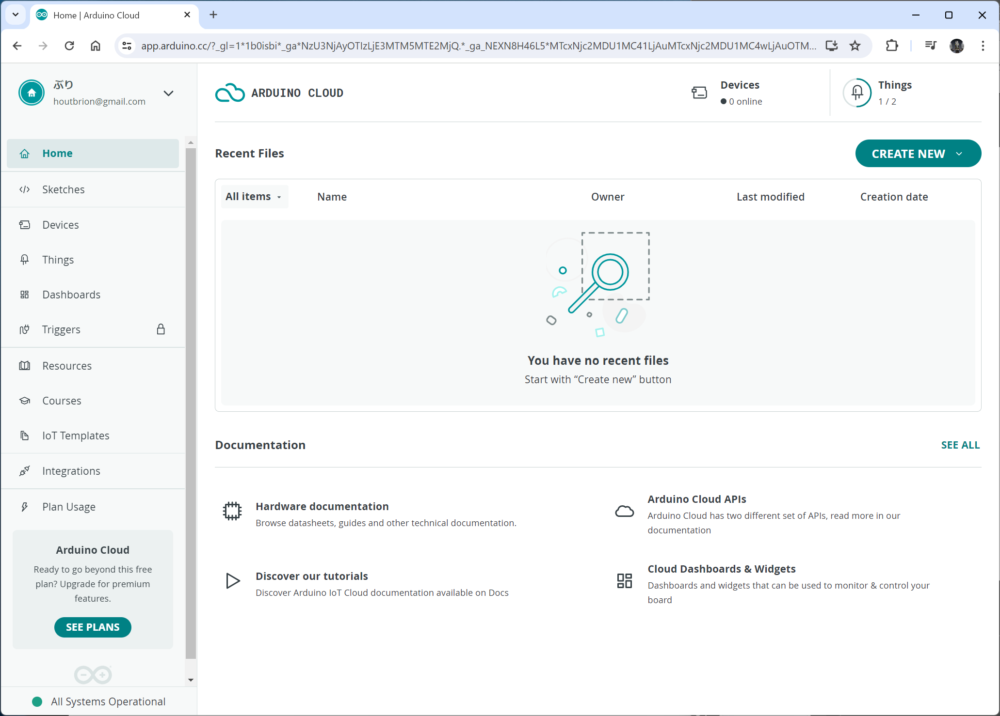 Home | Arduino Cloud
app.arduino.cc/?_gl=1*1b0isbi*_ga*NzU3NjAyOTIzLjE3MTM5MTE2MjQ.*_ga_NEXN8H46L5*MTcxNjc2MDU1MC41LjAuMTcxNjc2MDU1MC4wLjAuOTM...
ぶり
houtbrion@gmail.com
ARDUINO CLOUD
Devices
0 online
Things
1 / 2
Home
Sketches
Devices
Things
Dashboards
Triggers
Resources
Courses
IoT Templates
Integrations
Plan Usage
Arduino Cloud
Ready to go beyond this free
plan? Upgrade for premium
features.
SEE PLANS
All Systems Operational
Recent Files
CREATE NEW
All items Name Owner Last modified Creation date
You have no recent files
Start with “Create new” button
Documentation
SEE ALL
Hardware documentation
Browse datasheets, guides and other technical documentation.
Arduino Cloud APIs
Arduino Cloud has two different set of APIs, read more in our
documentation
Discover our tutorials
Discover Arduino IoT Cloud documentation available on Docs
Cloud Dashboards & Widgets
Dashboards and widgets that can be used to monitor & control your
board